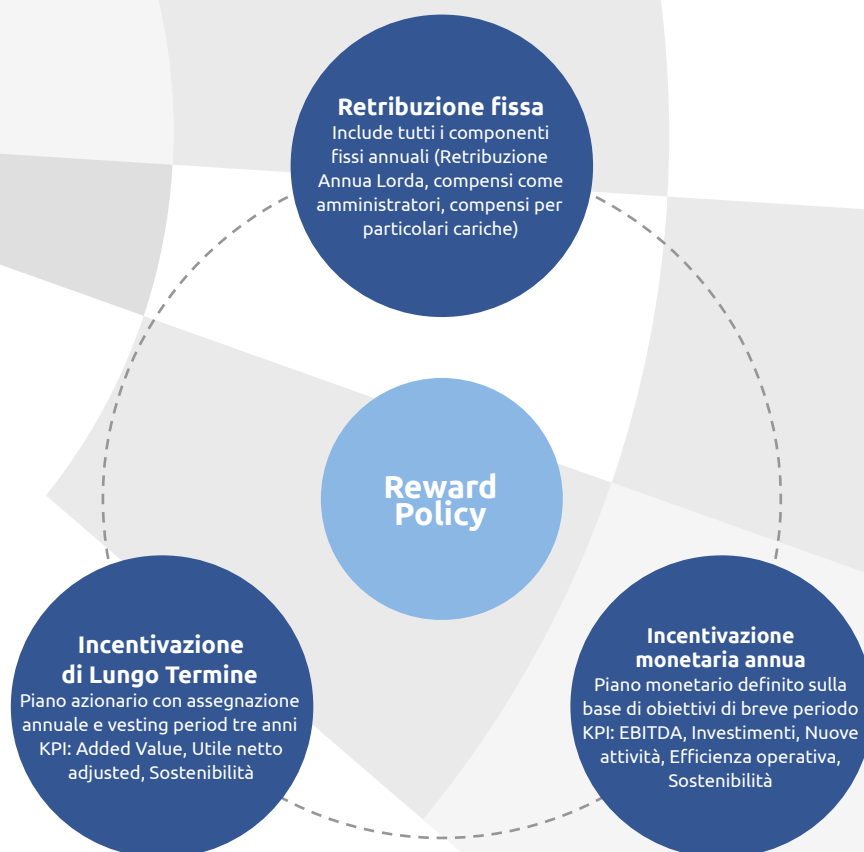 Retribuzione fissa
Include tutti i componenti
fissi annuali (Retribuzione
Annua Lorda, compensi come
amministratori, compensi per
particolari cariche)
Reward
Policy
Incentivazione
di Lungo Termine
Piano azionario con assegnazione
annuale e vesting period tre anni
KPI: Added Value, Utile netto
adjusted, Sostenibilità
Incentivazione
monetaria annua
Piano monetario definito sulla
base di obiettivi di breve periodo
KPI: EBITDA, Investimenti, Nuove
attività, Efficienza operativa,
Sostenibilità